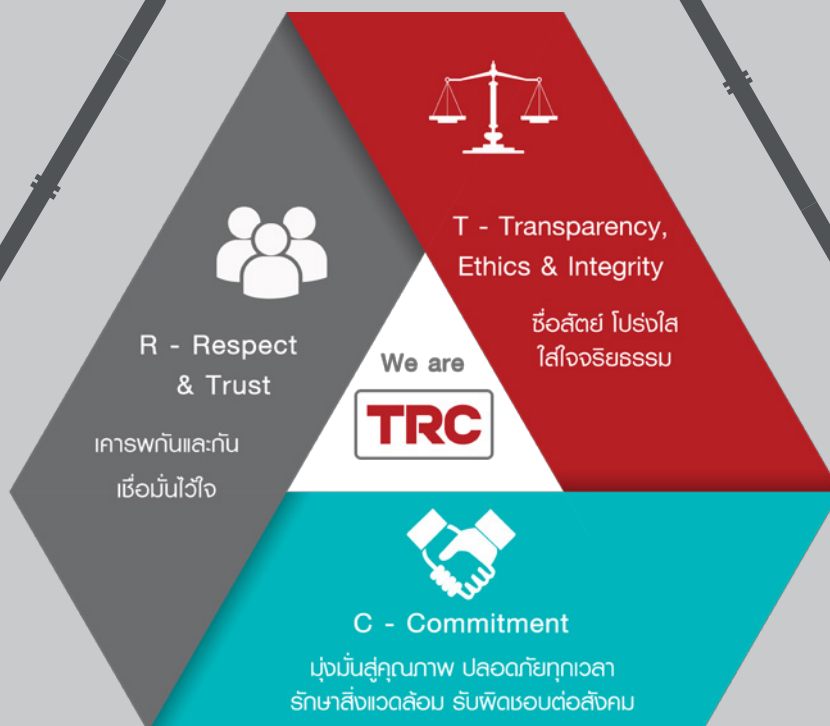 T - Transparency,
Ethics & Integrity
ซื่อสัตย์ โปร่งใส
ใส่ใจจริยธรรม
R - Respect
& Trust
เคารพกันและกัน
เชื่อมั่นไว้ใจ
We are
TRC
C - Commitment
มุ่งมั่นสู่คุณภาพ ปลอดภัยทุกเวลา
รักษาสิ่งแวดล้อม รับผิดชอบต่อสังคม